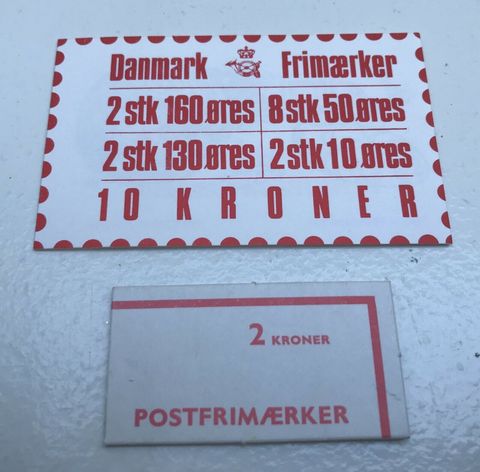 Danmark Frimærker
2 stk 160 øres 8 stk 50 øres
2 stk 130 øres 2 stk 10 øres
10 KRONER
2 KRONER
POSTFRIMÆRKER